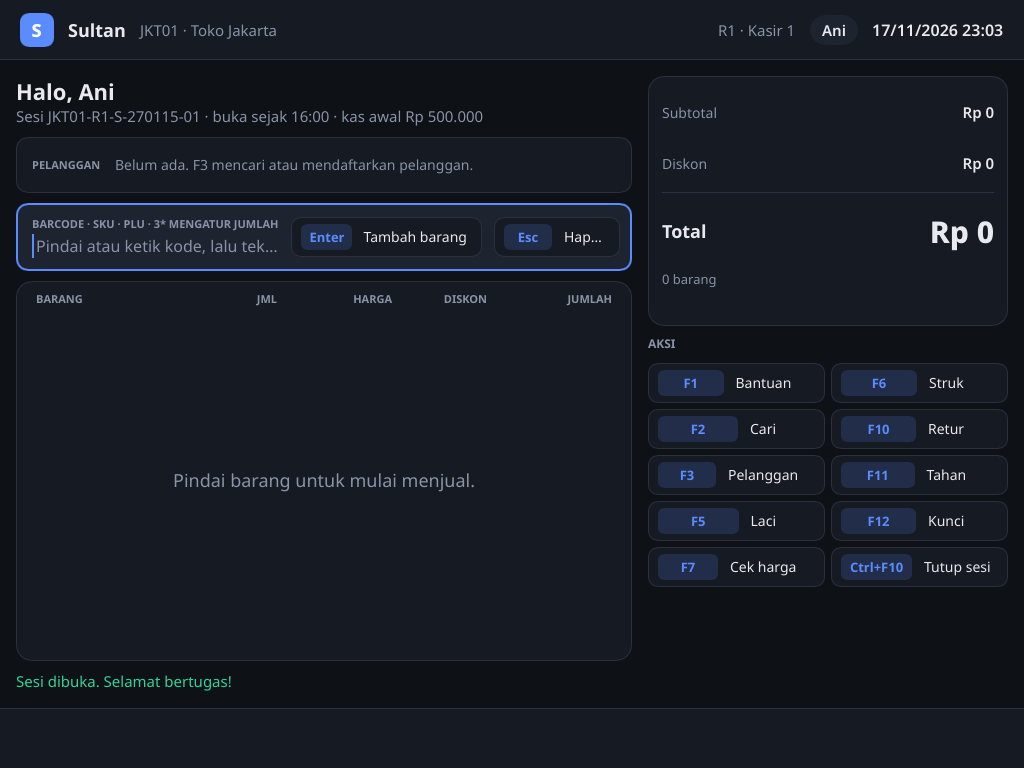 S Sultan JKT01 · Toko Jakarta R1 · Kasir 1 Ani 17/11/2026 23:03
Halo, Ani
Sesi JKT01-R1-S-270115-01 · buka sejak 16:00 · kas awal Rp 500.000
PELANGGAN Belum ada. F3 mencari atau mendaftarkan pelanggan.
BARCODE · SKU · PLU · 3* MENGATUR JUMLAH
Pindai atau ketik kode, lalu tek...
Enter Tambah barang
Esc Hap...
BARANG JML HARGA DISKON JUMLAH
Pindai barang untuk mulai menjual.
Sesi dibuka. Selamat bertugas!
Subtotal Rp 0
Diskon Rp 0
Total Rp 0
0 barang
AKSI
F1 Bantuan F6 Struk
F2 Cari F10 Retur
F3 Pelanggan F11 Tahan
F5 Laci F12 Kunci
F7 Cek harga Ctrl+F10 Tutup sesi